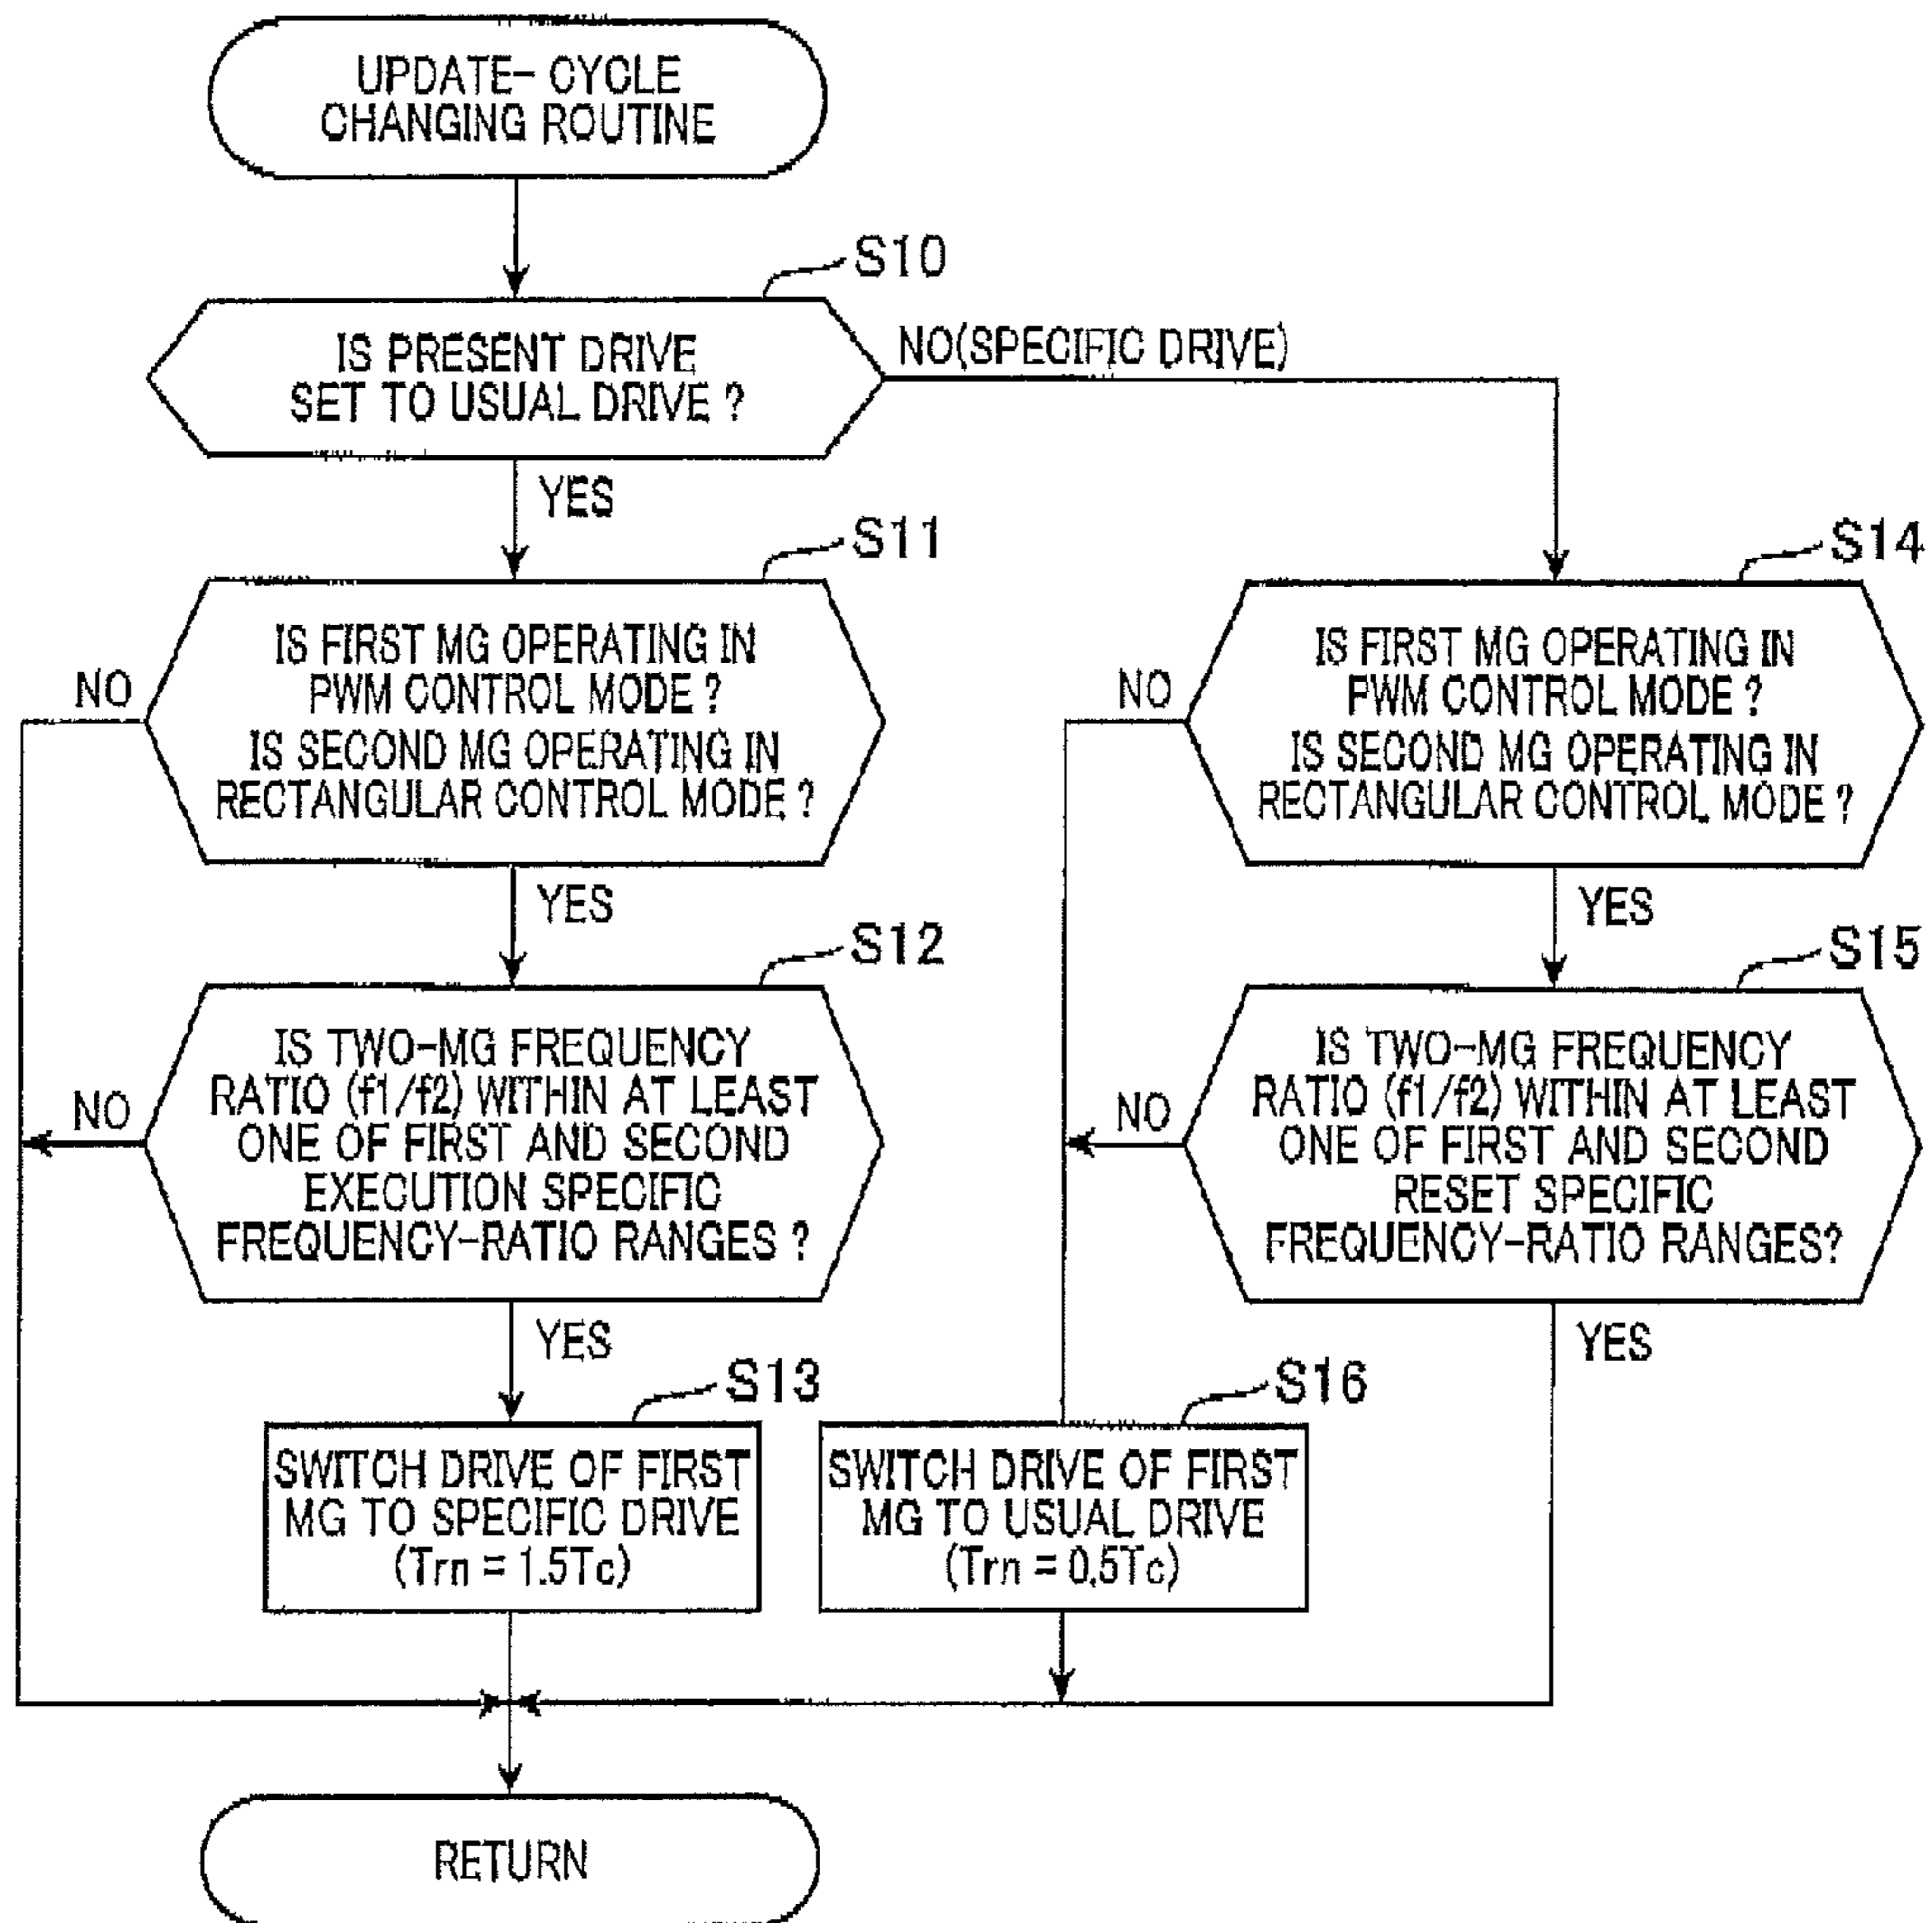 UPDATE- CYCLE
CHANGING ROUTINE
S10
IS PRESENT DRIVE
SET TO USUAL DRIVE ?
NO(SPECIFIC DRIVE)
YES
S11
IS FIRST MG OPERATING IN
PWM CONTROL MODE ?
IS SECOND MG OPERATING IN
RECTANGULAR CONTROL MODE ?
NO
YES
S12
IS TWO-MG FREQUENCY
RATIO (f1/f2) WITHIN AT LEAST
ONE OF FIRST AND SECOND
EXECUTION SPECIFIC
FREQUENCY-RATIO RANGES ?
NO
YES
S13
SWITCH DRIVE OF FIRST
MG TO SPECIFIC DRIVE
(Trn = 1.5Tc)
S14
IS FIRST MG OPERATING IN
PWM CONTROL MODE ?
IS SECOND MG OPERATING IN
RECTANGULAR CONTROL MODE ?
NO
YES
S15
IS TWO-MG FREQUENCY
RATIO (f1/f2) WITHIN AT LEAST
ONE OF FIRST AND SECOND
RESET SPECIFIC
FREQUENCY-RATIO RANGES?
NO
YES
S16
SWITCH DRIVE OF FIRST
MG TO USUAL DRIVE
(Trn = 0.5Tc)
RETURN